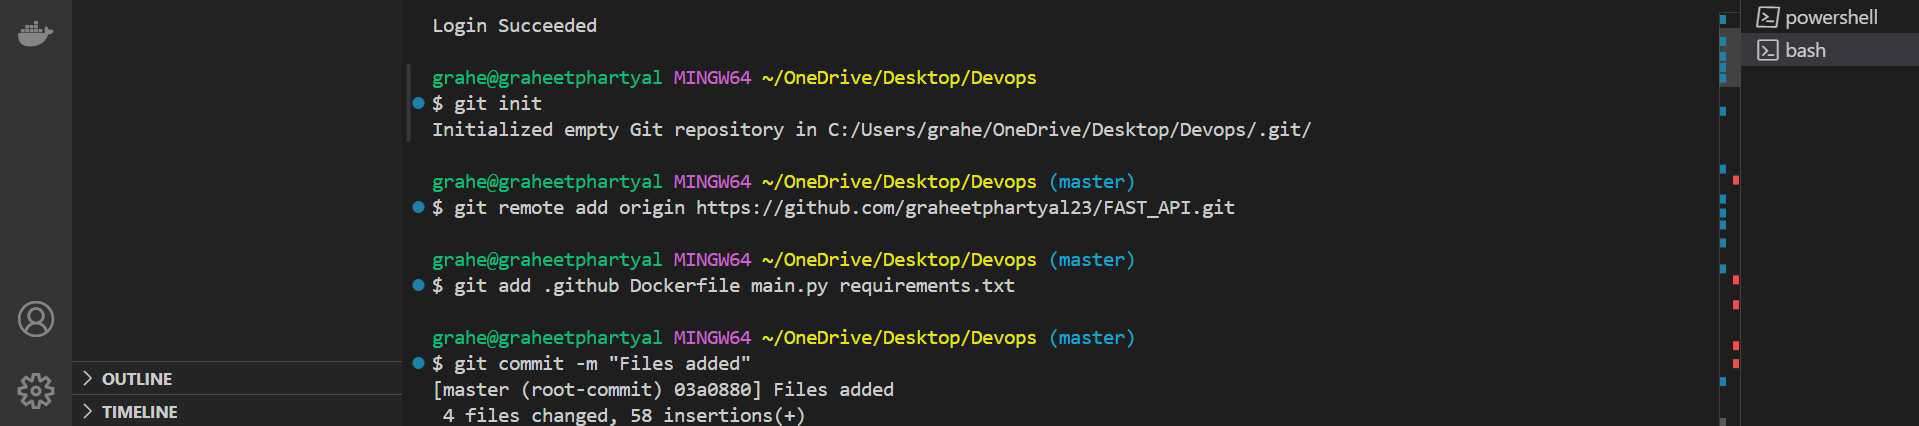 Login Succeeded
grahe@graheetphartyal MINGW64 ~/OneDrive/Desktop/Devops
$ git init
Initialized empty Git repository in C:/Users/grahe/OneDrive/Desktop/Devops/.git/
grahe@graheetphartyal MINGW64 ~/OneDrive/Desktop/Devops (master)
$ git remote add origin https://github.com/graheetphartyal23/FAST_API.git
grahe@graheetphartyal MINGW64 ~/OneDrive/Desktop/Devops (master)
$ git add .github Dockerfile main.py requirements.txt
grahe@graheetphartyal MINGW64 ~/OneDrive/Desktop/Devops (master)
$ git commit -m "Files added"
[master (root-commit) 03a0880] Files added
4 files changed, 58 insertions(+)
OUTLINE
TIMELINE
powershell
bash